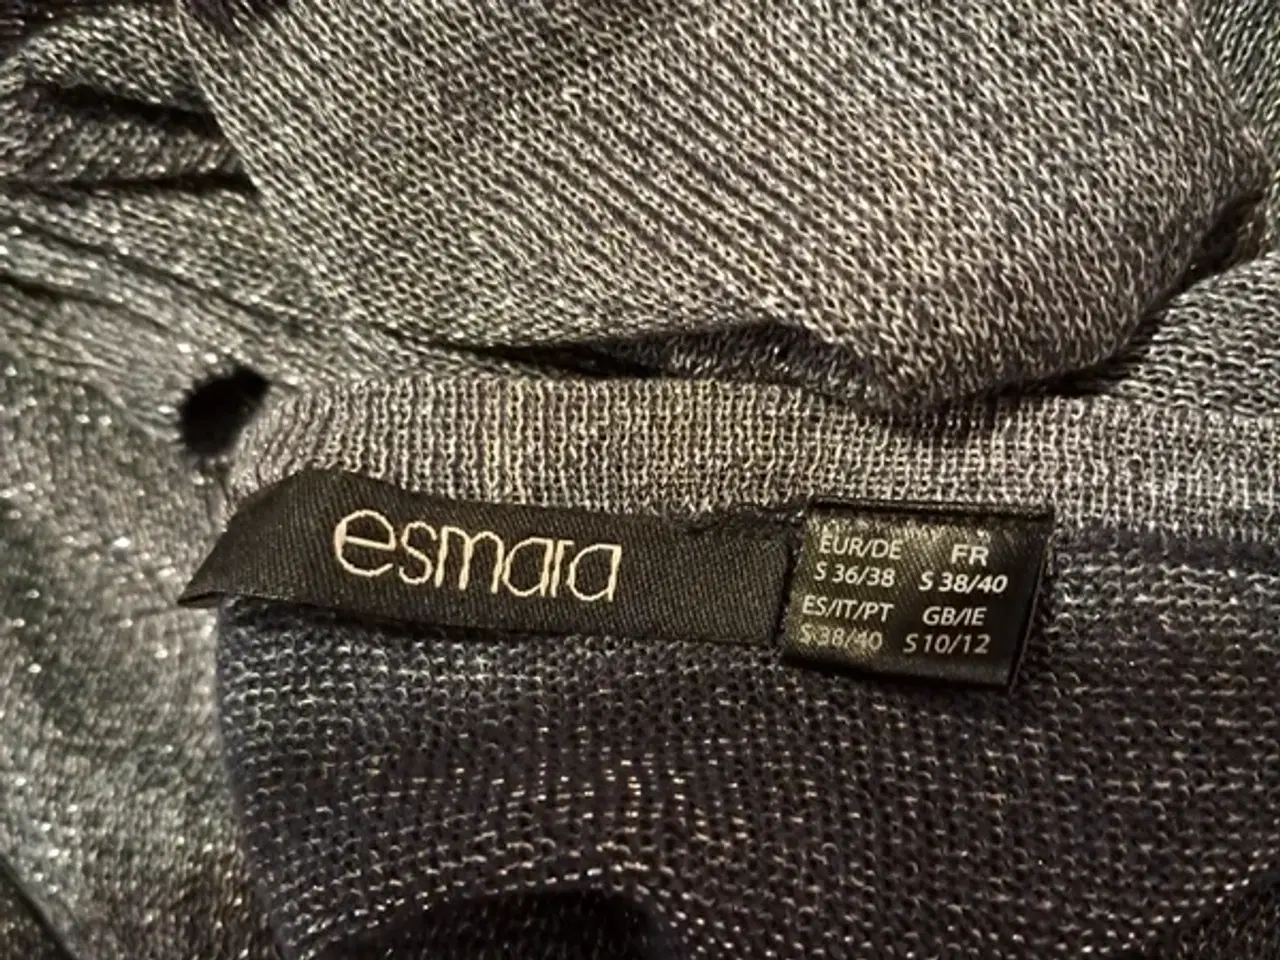 esmara
EUR/DE FR
S 36/38 S 38/40
ES/IT/PT GB/IE
S 38/40 S 10/12